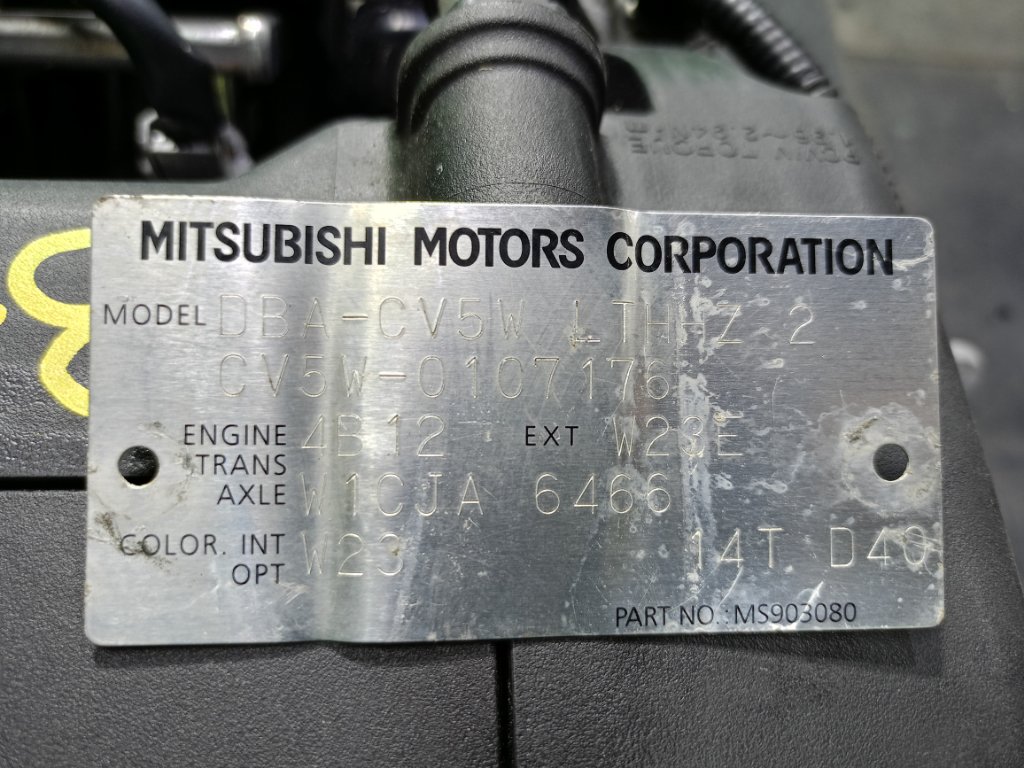 MITSUBISHI MOTORS CORPORATION
MODEL DBA-CV5W LTHHZ 2
CV5W-0107176
ENGINE 4B12 EXT W23E
TRANS
AXLE W1CJA 6466
COLOR. INT W23 14T D40
OPT
PART NO.: MS903080